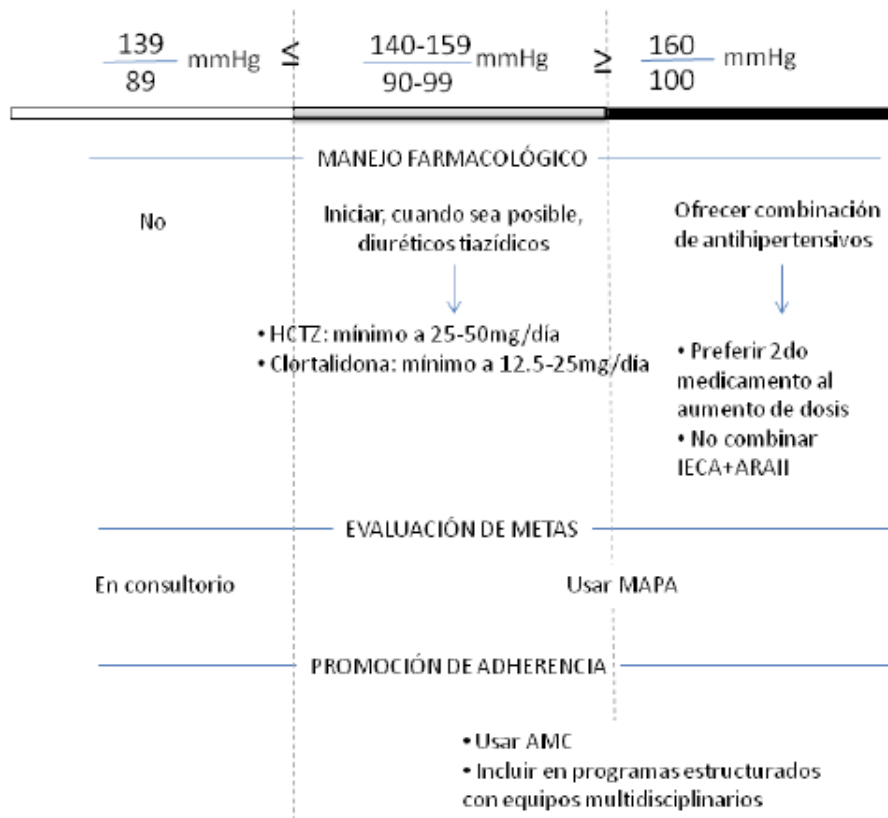 139/89 mmHg ≤ 140-159/90-99 mmHg ≥ 160/100 mmHg
MANEJO FARMACOLÓGICO
No
Iniciar, cuando sea posible,
diuréticos tiazídicos
• HCTZ: mínimo a 25-50mg/día
• Clortalidona: mínimo a 12.5-25mg/día
Ofrecer combinación
de antihipertensivos
• Preferir 2do
medicamento al
aumento de dosis
• No combinar
IECA+ARAII
EVALUACIÓN DE METAS
En consultorio
Usar MAPA
PROMOCIÓN DE ADHERENCIA
• Usar AMC
• Incluir en programas estructurados
con equipos multidisciplinarios